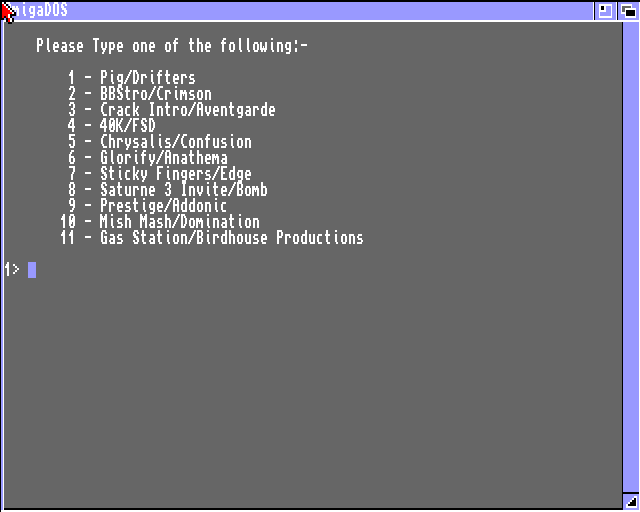 AmigaDOS
Please Type one of the following:-
1 - Pig/Drifters
2 - BBStro/Crimson
3 - Crack Intro/Aventgarde
4 - 40K/FSD
5 - Chrysalis/Confusion
6 - Glorify/Anathema
7 - Sticky Fingers/Edge
8 - Saturne 3 Invite/Bomb
9 - Prestige/Addonic
10 - Mish Mash/Domination
11 - Gas Station/Birdhouse Productions
1>